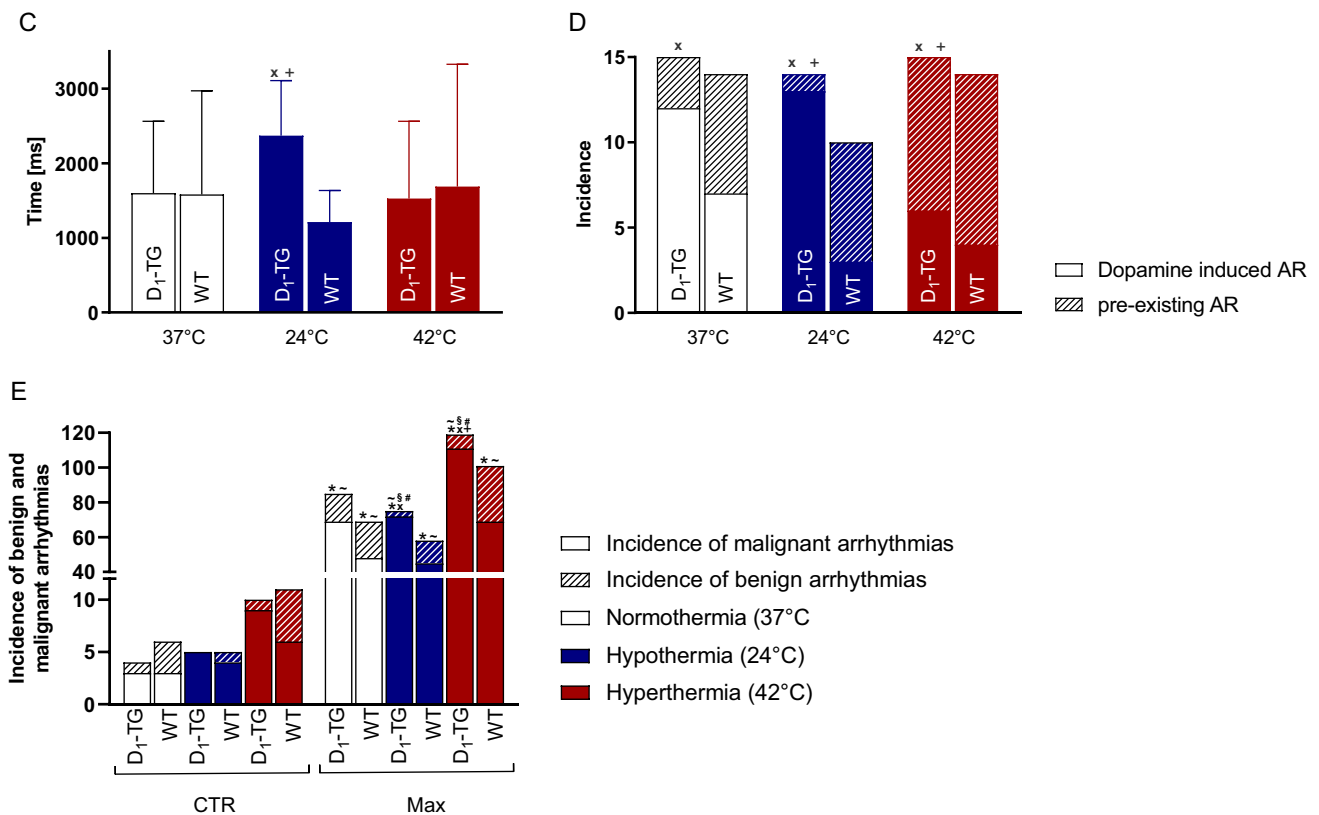 C
Time [ms]
3000
2000
1000
0
x +
D₁-TG
WT
D₁-TG
WT
D₁-TG
WT
37°C
24°C
42°C
D
Incidence
15
10
5
0
x
x +
x +
D₁-TG
WT
D₁-TG
WT
D₁-TG
WT
37°C
24°C
42°C
Dopamine induced AR
pre-existing AR
E
Incidence of benign and
malignant arrhythmias
120
100
80
60
40
10
5
0
*~
*~
~§#
*x
*~
~§#
*x+
*~
D₁-TG
WT
D₁-TG
WT
D₁-TG
WT
D₁-TG
WT
D₁-TG
WT
D₁-TG
WT
CTR
Max
Incidence of malignant arrhythmias
Incidence of benign arrhythmias
Normothermia (37°C
Hypothermia (24°C)
Hyperthermia (42°C)